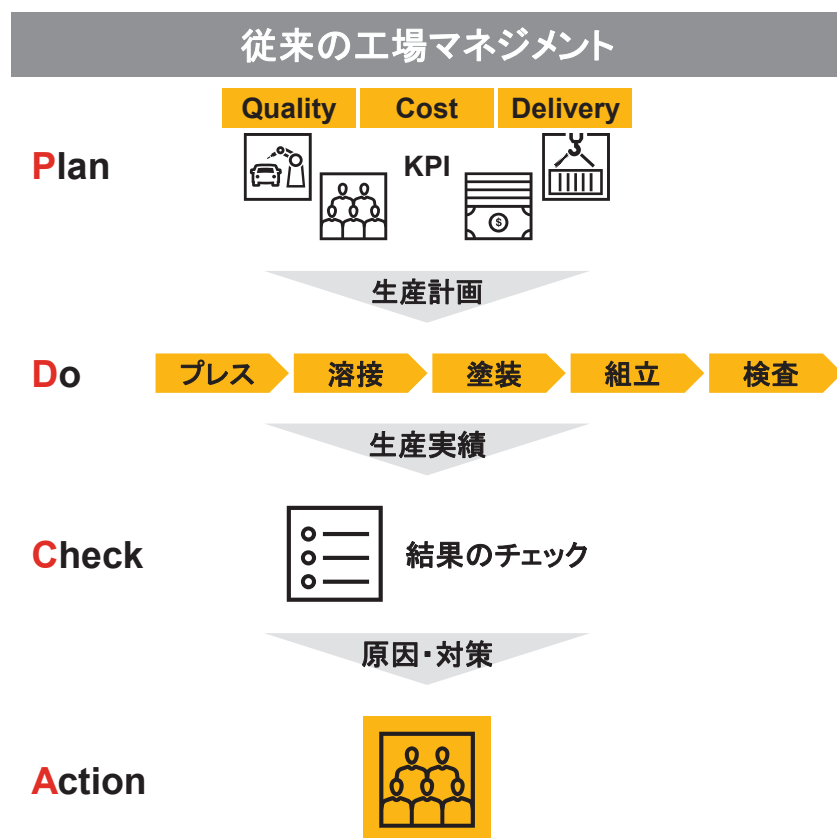 従来の工場マネジメント
Quality Cost Delivery
Plan
KPI
$
生産計画
Do
プレス 溶接 塗装 組立 検査
生産実績
Check
結果のチェック
原因・対策
Action